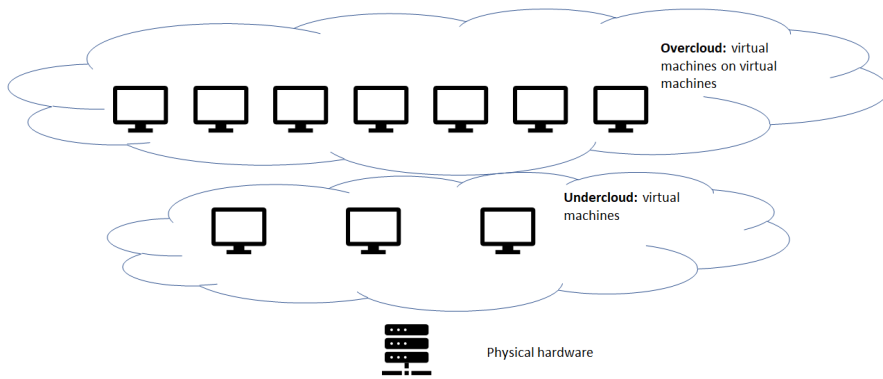 Overcloud: virtual
machines on virtual
machines
Undercloud: virtual
machines
Physical hardware